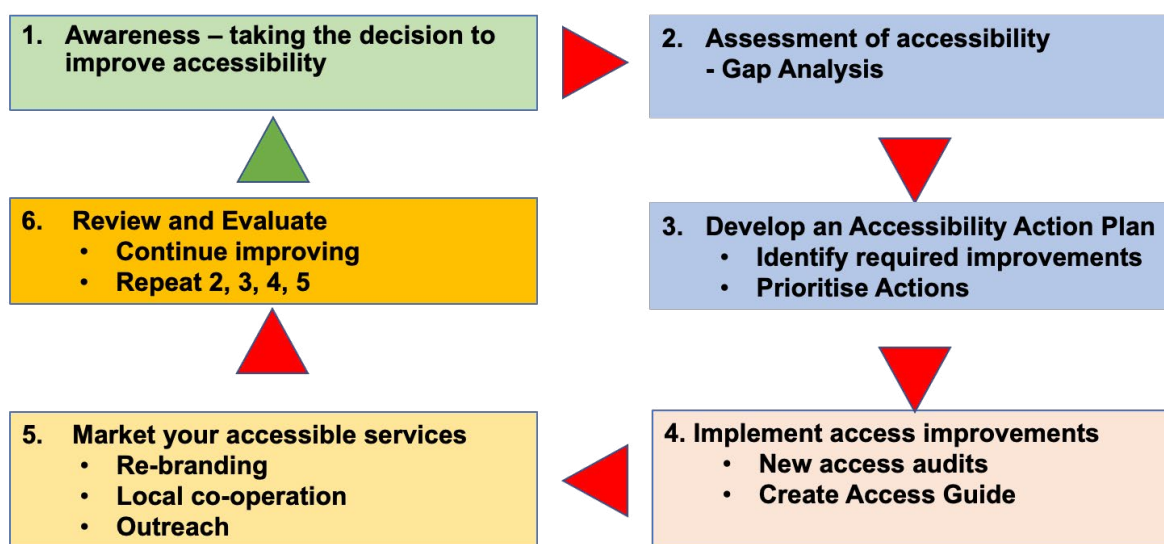 1. Awareness – taking the decision to
improve accessibility
2. Assessment of accessibility
- Gap Analysis
3. Develop an Accessibility Action Plan
• Identify required improvements
• Prioritise Actions
4. Implement access improvements
• New access audits
• Create Access Guide
5. Market your accessible services
• Re-branding
• Local co-operation
• Outreach
6. Review and Evaluate
• Continue improving
• Repeat 2, 3, 4, 5